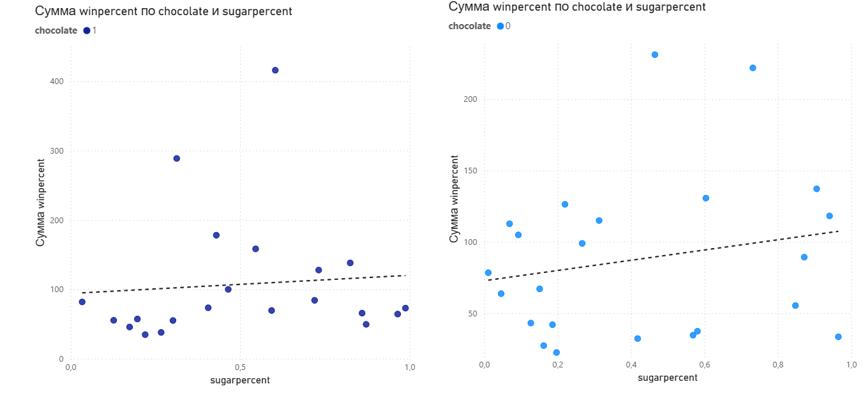 Сумма winpercent по chocolate и sugarpercent
chocolate 1
400
300
200
100
0
0,0
0,5
1,0
Сумма winpercent
sugarpercent
Сумма winpercent по chocolate и sugarpercent
chocolate 0
200
150
100
50
0,0
0,2
0,4
0,6
0,8
1,0
Сумма winpercent
sugarpercent